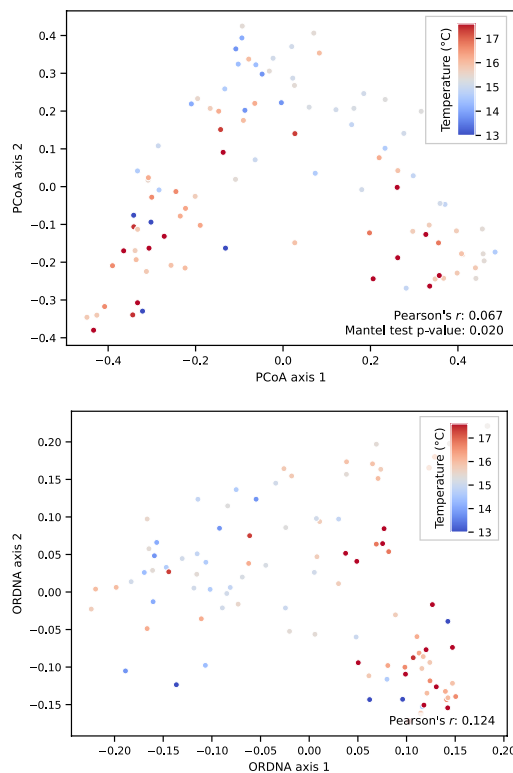 0.4
0.3
0.2
0.1
0.0
−0.1
−0.2
−0.3
−0.4
PCoA axis 2
Temperature (°C)
17
16
15
14
13
Pearson's r: 0.067
Mantel test p-value: 0.020
−0.4 −0.2 0.0 0.2 0.4
PCoA axis 1
0.20
0.15
0.10
0.05
0.00
−0.05
−0.10
−0.15
ORDNA axis 2
Temperature (°C)
17
16
15
14
13
Pearson's r: 0.124
−0.20 −0.15 −0.10 −0.05 0.00 0.05 0.10 0.15 0.20
ORDNA axis 1